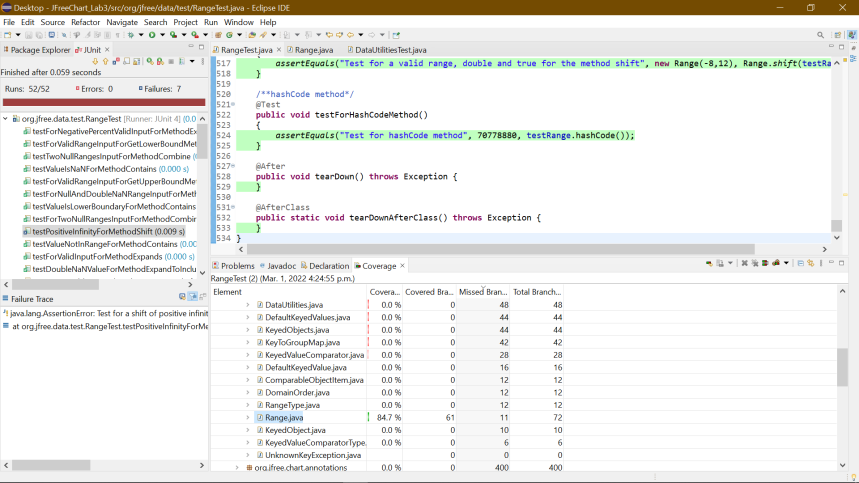 Desktop - JFreeChart_Lab3/src/org/jfree/data/test/RangeTest.java - Eclipse IDE
File Edit Source Refactor Navigate Search Project Run Window Help
Package Explorer JUnit ×
Finished after 0.059 seconds
Runs: 52/52 Errors: 0 Failures: 7
org.jfree.data.test.RangeTest [Runner: JUnit 4] (0.0
testForNegativePercentValidInputForMethodEx
testForValidRangeInputForGetLowerBoundMet
testTwoNullRangesInputForMethodCombine (
testValueIsNaNForMethodContains (0.000 s)
testForValidRangeInputForGetUpperBoundMet
testForNullAndDoubleNaNRangeInputForMeth
testValueIsLowerBoundaryForMethodContains
testForTwoNullRangesInputForMethodCombir
testPositiveInfinityForMethodShift (0.009 s)
testValueNotInRangeForMethodContains (0.00
testForValidInputForMethodExpands (0.000 s)
testDoubleNaNValueForMethodExpandToInclu
Failure Trace
java.lang.AssertionError: Test for a shift of positive infinit
at org.jfree.data.test.RangeTest.testPositiveInfinityForMe
RangeTest.java × Range.java DataUtilitiesTest.java
517 assertEquals("Test for a valid range, double and true for the method shift", new Range(-8,12), Range.shift(testRa
518 }
519
520 /**hashCode method*/
521 @Test
522 public void testForHashCodeMethod()
523 {
524 assertEquals("Test for hashCode method", 70778880, testRange.hashCode());
525 }
526
527 @After
528 public void tearDown() throws Exception {
529 }
530
531 @AfterClass
532 public static void tearDownAfterClass() throws Exception {
533 }
534 }
Problems Javadoc Declaration Coverage ×
RangeTest (2) (Mar. 1, 2022 4:24:55 p.m.)
Element Covera... Covered Bra... Missed Bran... Total Branch...
DataUtilities.java 0.0 % 0 48 48
DefaultKeyedValues.java 0.0 % 0 44 44
KeyedObjects.java 0.0 % 0 44 44
KeyToGroupMap.java 0.0 % 0 42 42
KeyedValueComparator.java 0.0 % 0 28 28
DefaultKeyedValue.java 0.0 % 0 16 16
ComparableObjectItem.java 0.0 % 0 12 12
DomainOrder.java 0.0 % 0 12 12
RangeType.java 0.0 % 0 12 12
Range.java 84.7 % 61 11 72
KeyedObject.java 0.0 % 0 10 10
KeyedValueComparatorType. 0.0 % 0 6 6
UnknownKeyException.java 0 0 0
org.jfree.chart.annotations 0.0 % 0 400 400